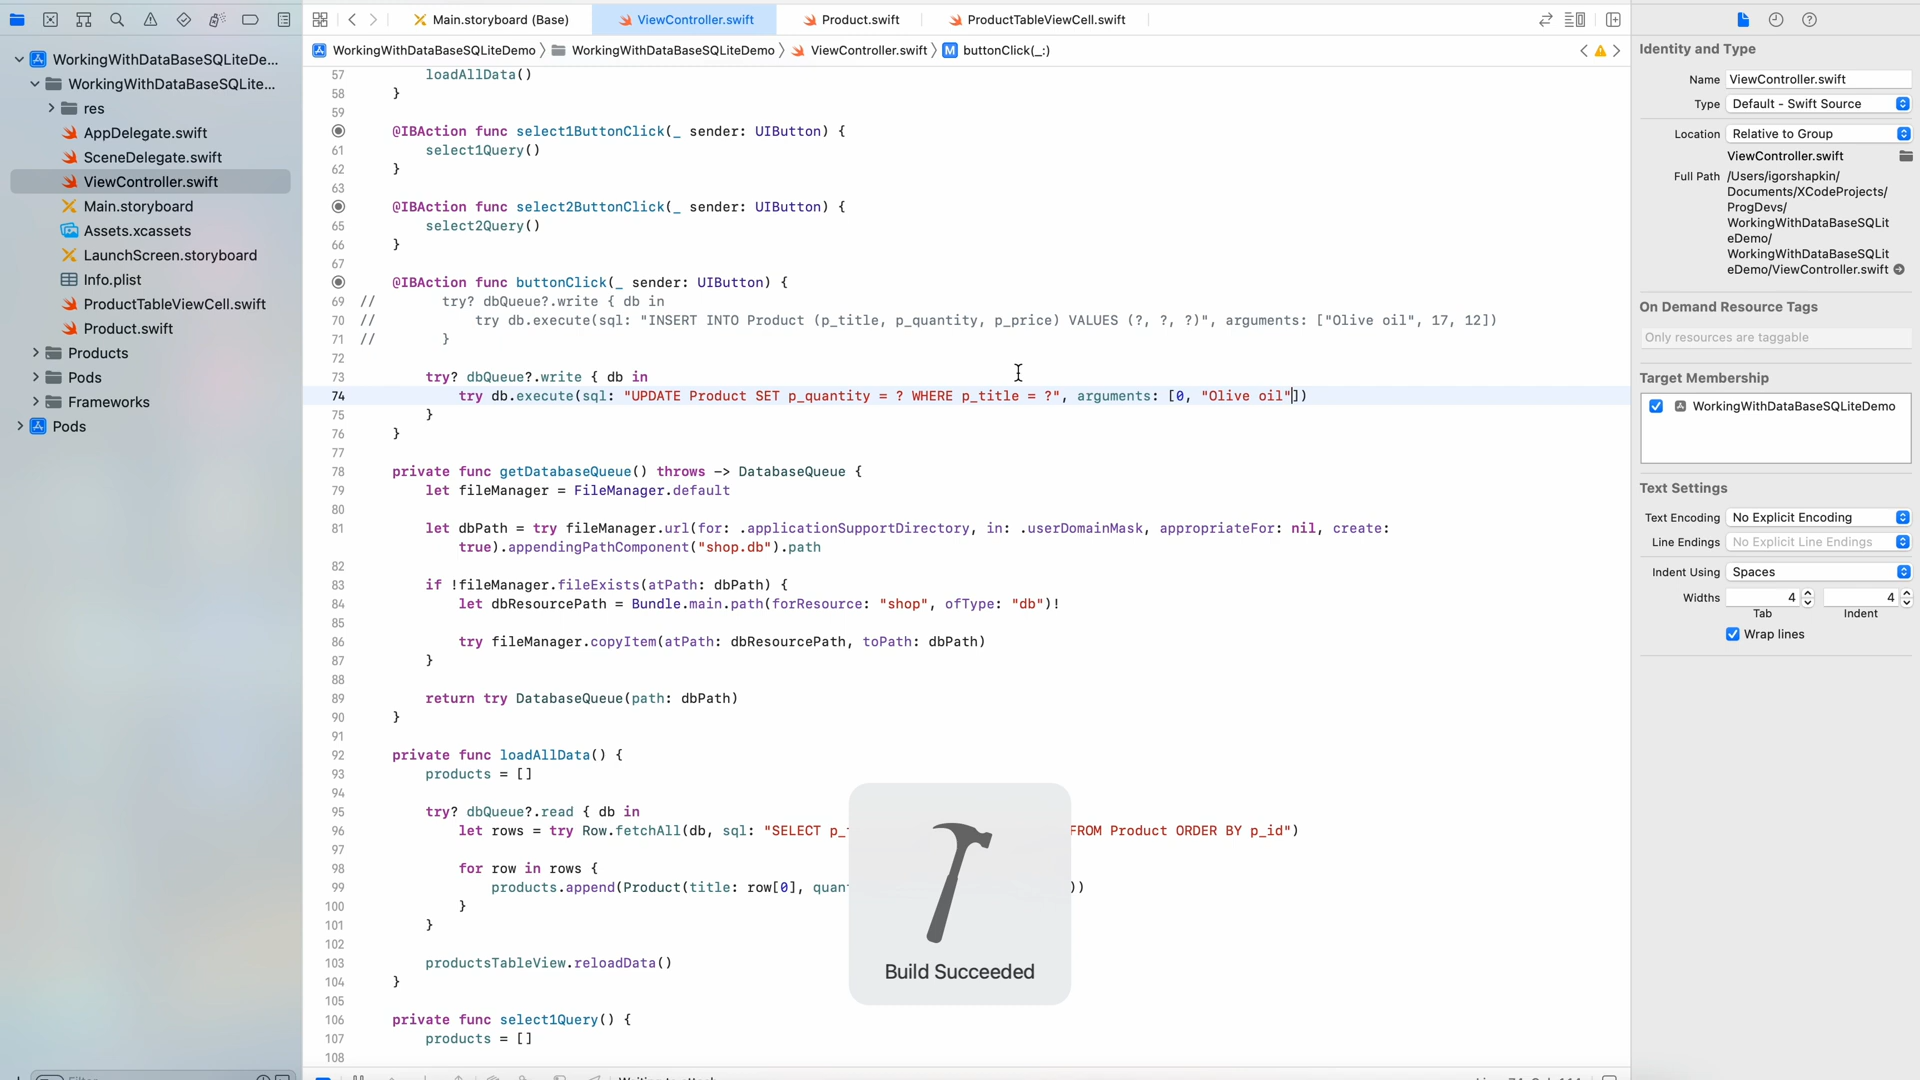 Main.storyboard (Base)
ViewController.swift
Product.swift
ProductTableViewCell.swift
WorkingWithDataBaseSQLiteDe...
WorkingWithDataBaseSQLite...
res
AppDelegate.swift
SceneDelegate.swift
ViewController.swift
Main.storyboard
Assets.xcassets
LaunchScreen.storyboard
Info.plist
ProductTableViewCell.swift
Product.swift
Products
Pods
Frameworks
Pods
WorkingWithDataBaseSQLiteDemo
WorkingWithDataBaseSQLiteDemo
ViewController.swift
M buttonClick(_:)
57 loadAllData()
58 }
59
@IBAction func select1ButtonClick(_ sender: UIButton) {
61 select1Query()
62 }
63
@IBAction func select2ButtonClick(_ sender: UIButton) {
65 select2Query()
66 }
67
@IBAction func buttonClick(_ sender: UIButton) {
69 // try? dbQueue?.write { db in
70 // try db.execute(sql: "INSERT INTO Product (p_title, p_quantity, p_price) VALUES (?, ?, ?)", arguments: ["Olive oil", 17, 12])
71 // }
72
73 try? dbQueue?.write { db in
74 try db.execute(sql: "UPDATE Product SET p_quantity = ? WHERE p_title = ?", arguments: [0, "Olive oil"])
75 }
76 }
77
78 private func getDatabaseQueue() throws -> DatabaseQueue {
79 let fileManager = FileManager.default
80
81 let dbPath = try fileManager.url(for: .applicationSupportDirectory, in: .userDomainMask, appropriateFor: nil, create:
true).appendingPathComponent("shop.db").path
82
83 if !fileManager.fileExists(atPath: dbPath) {
84 let dbResourcePath = Bundle.main.path(forResource: "shop", ofType: "db")!
85
86 try fileManager.copyItem(atPath: dbResourcePath, toPath: dbPath)
87 }
88
89 return try DatabaseQueue(path: dbPath)
90 }
91
92 private func loadAllData() {
93 products = []
94
95 try? dbQueue?.read { db in
96 let rows = try Row.fetchAll(db, sql: "SELECT p_ FROM Product ORDER BY p_id")
97
98 for row in rows {
99 products.append(Product(title: row[0], quan ))
100 }
101 }
102
103 productsTableView.reloadData()
104 }
105
106 private func select1Query() {
107 products = []
108
Build Succeeded
Identity and Type
Name ViewController.swift
Type Default - Swift Source
Location Relative to Group
ViewController.swift
Full Path /Users/igorshapkin/
Documents/XCodeProjects/
ProgDevs/
WorkingWithDataBaseSQLit
eDemo/
WorkingWithDataBaseSQLit
eDemo/ViewController.swift
On Demand Resource Tags
Only resources are taggable
Target Membership
WorkingWithDataBaseSQLiteDemo
Text Settings
Text Encoding No Explicit Encoding
Line Endings No Explicit Line Endings
Indent Using Spaces
Widths 4 4
Tab Indent
Wrap lines